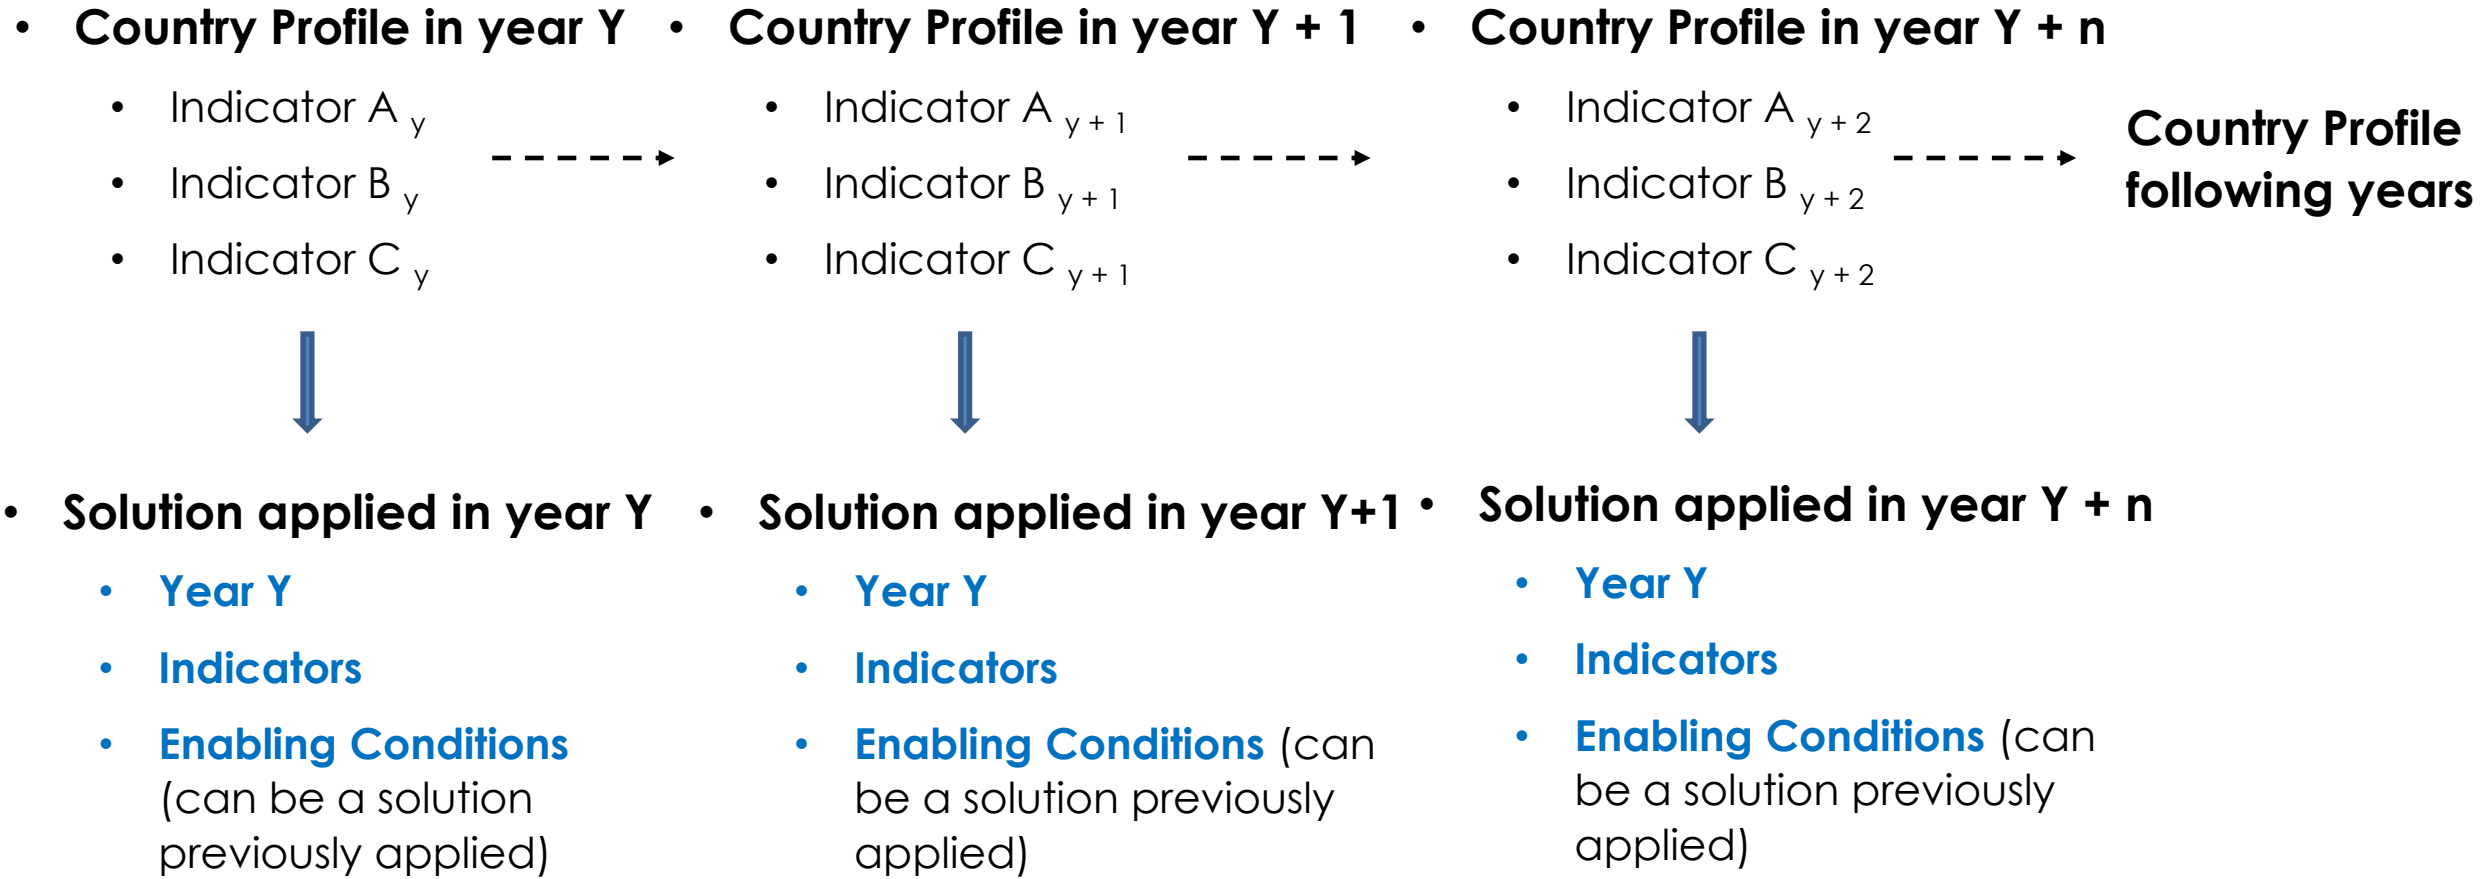 • Country Profile in year Y
• Indicator A y
• Indicator B y
• Indicator C y
• Country Profile in year Y + 1
• Indicator A y + 1
• Indicator B y + 1
• Indicator C y + 1
• Country Profile in year Y + n
• Indicator A y + 2
• Indicator B y + 2
• Indicator C y + 2
Country Profile
following years
• Solution applied in year Y
• Year Y
• Indicators
• Enabling Conditions
(can be a solution
previously applied)
• Solution applied in year Y+1
• Year Y
• Indicators
• Enabling Conditions (can
be a solution previously
applied)
• Solution applied in year Y + n
• Year Y
• Indicators
• Enabling Conditions (can
be a solution previously
applied)